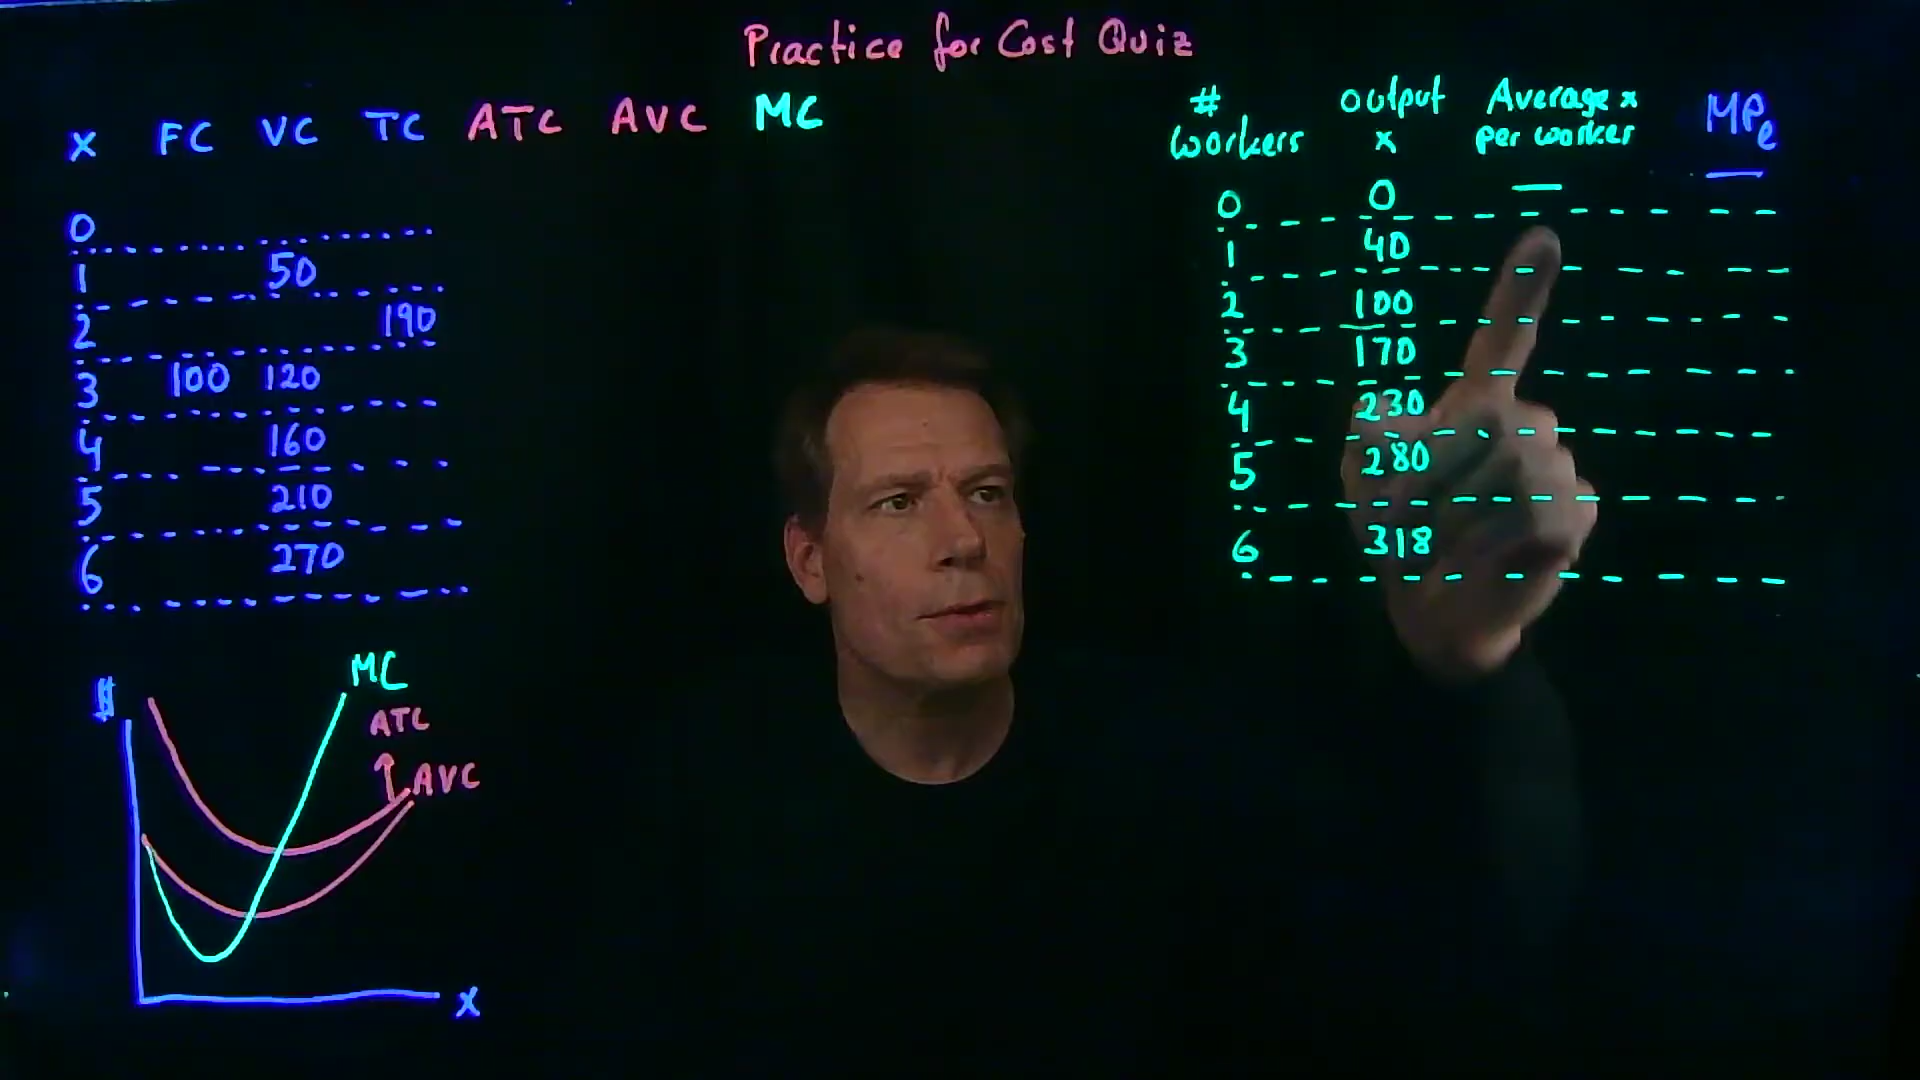 Practice for Cost Quiz
x FC VC TC ATC AVC MC
0
1 50
2 190
3 100 120
4 160
5 210
6 270
$
MC
ATC
AVC
x
# workers output x Average x per worker MPe
0 0 —
1 40
2 100
3 170
4 230
5 280
6 318